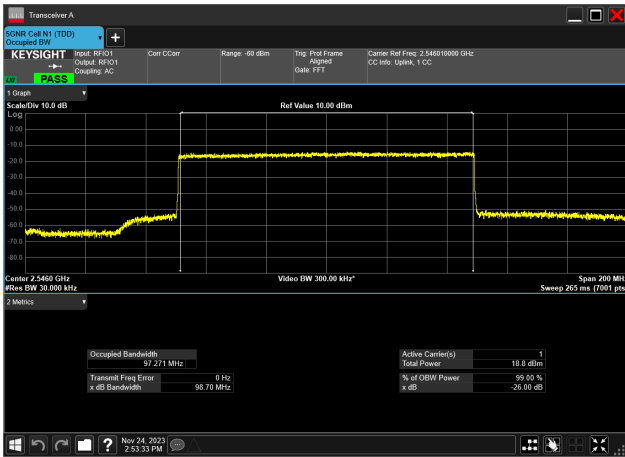 Transceiver A
5GNR Cell N1 (TDD)
Occupied BW
KEYSIGHT
LXI PASS
Input: RFIO1
Output: RFIO1
Coupling: AC
Corr CCorr
Range: -60 dBm
Trig: Prot Frame
Aligned
Gate: FFT
Carrier Ref Freq: 2.546010000 GHz
CC Info: Uplink, 1 CC
1 Graph
Scale/Div 10.0 dB
Ref Value 10.00 dBm
Log
0.00
-10.0
-20.0
-30.0
-40.0
-50.0
-60.0
-70.0
-80.0
Center 2.5460 GHz
Video BW 300.00 kHz*
Span 200 MH
#Res BW 30.000 kHz
Sweep 265 ms (7001 pts
2 Metrics
Occupied Bandwidth
97.271 MHz
Transmit Freq Error 0 Hz
x dB Bandwidth 98.70 MHz
Active Carrier(s) 1
Total Power 18.8 dBm
% of OBW Power 99.00 %
x dB -26.00 dB
?
Nov 24, 2023
2:53:33 PM